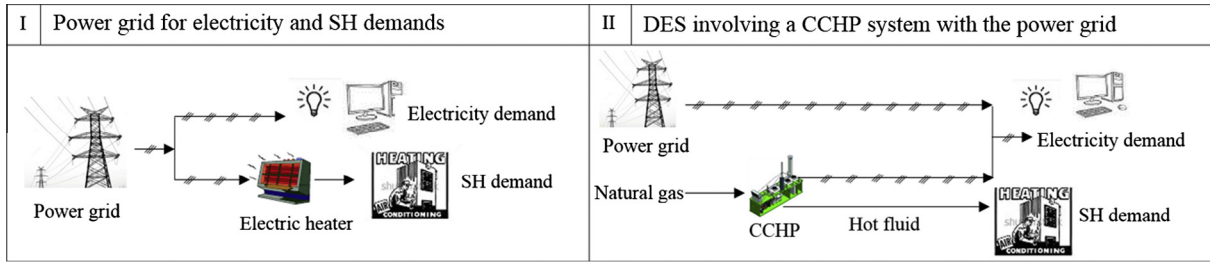 I Power grid for electricity and SH demands
Electricity demand
Power grid
Electric heater
HEATING
shu
AIR
CONDITIONING
SH demand
II DES involving a CCHP system with the power grid
Power grid
Electricity demand
Natural gas
CCHP
Hot fluid
HEATING
shu
AIR
CONDITIONING
SH demand